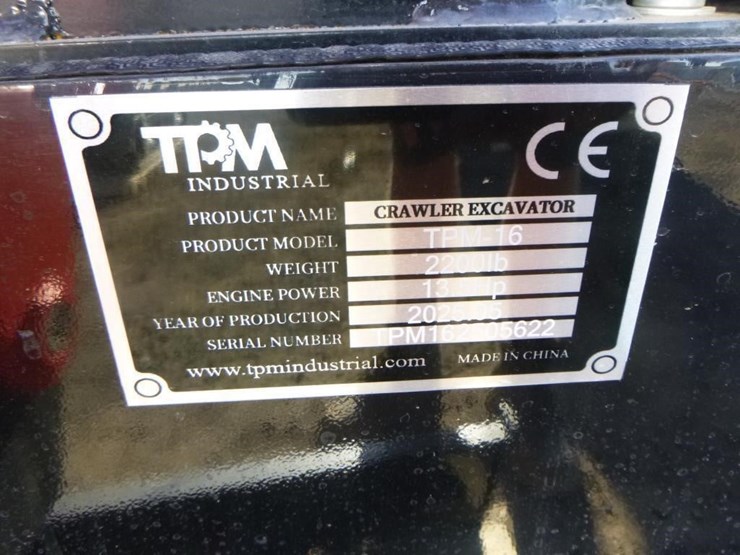 TPM CE
INDUSTRIAL
PRODUCT NAME CRAWLER EXCAVATOR
PRODUCT MODEL TPM-16
WEIGHT 2200lb
ENGINE POWER
YEAR OF PRODUCTION
SERIAL NUMBER
www.tpmindustrial.com MADE IN CHINA